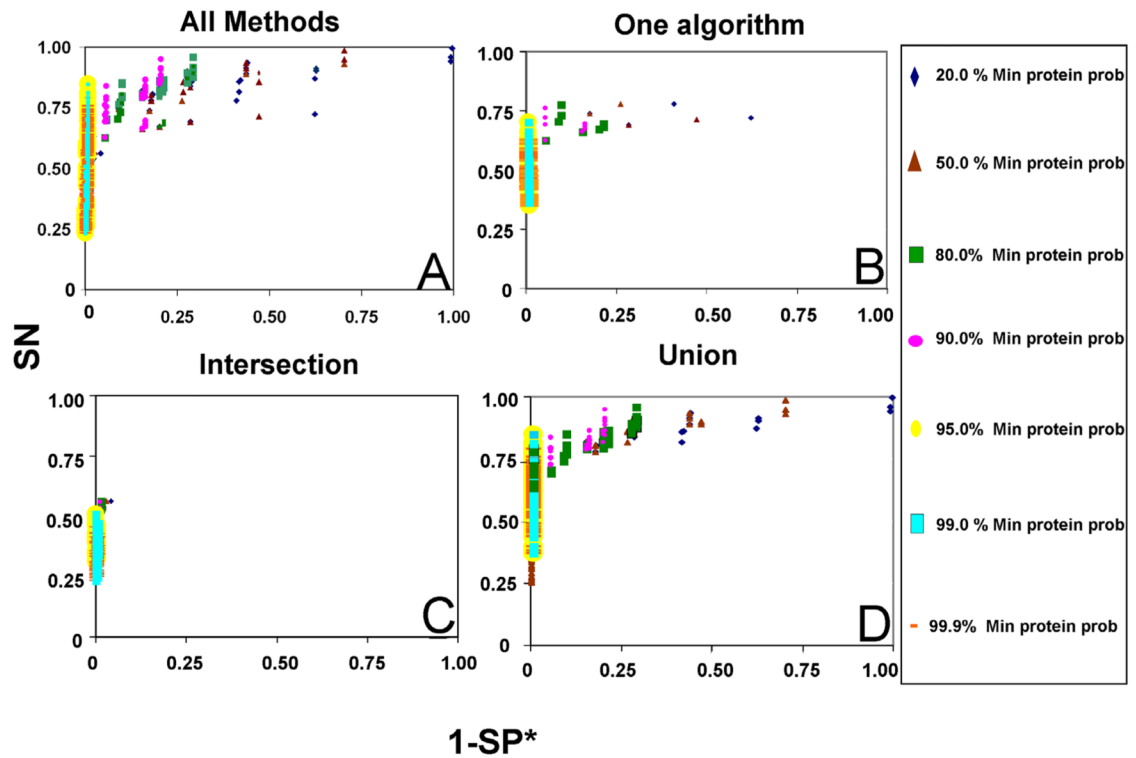 All Methods
One algorithm
1.00
0.75
0.50
0.25
0
0
0.25
0.50
0.75
1.00
A
1.00
0.75
0.50
0.25
0
0
0.25
0.50
0.75
1.00
B
SN
Intersection
Union
1.00
0.75
0.50
0.25
0
0
0.25
0.50
0.75
1.00
C
1.00
0.75
0.50
0.25
0
0
0.25
0.50
0.75
1.00
D
1-SP*
20.0 % Min protein prob
50.0 % Min protein prob
80.0% Min protein prob
90.0% Min protein prob
95.0% Min protein prob
99.0 % Min protein prob
99.9% Min protein prob